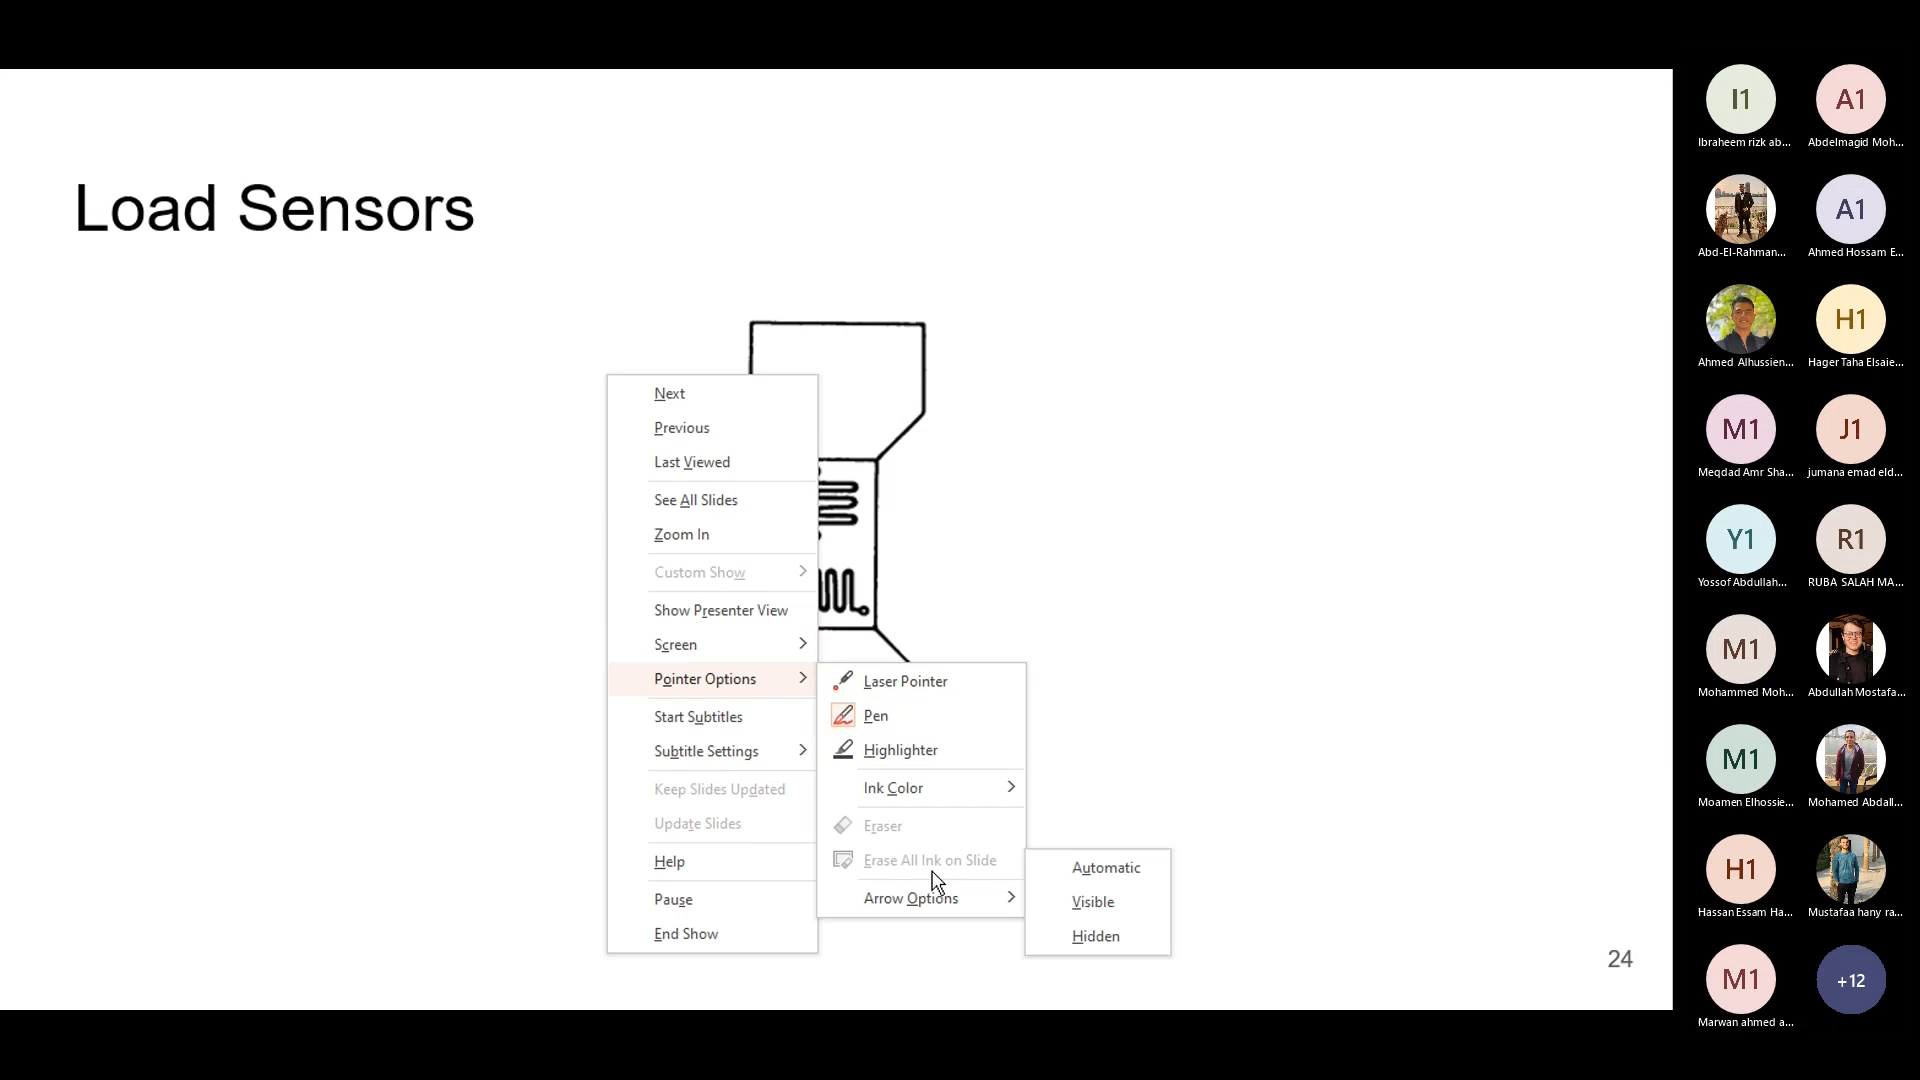 Load Sensors
Next
Previous
Last Viewed
See All Slides
Zoom In
Custom Show
Show Presenter View
Screen
Pointer Options
Start Subtitles
Subtitle Settings
Keep Slides Updated
Update Slides
Help
Pause
End Show
Laser Pointer
Pen
Highlighter
Ink Color
Eraser
Erase All Ink on Slide
Arrow Options
Automatic
Visible
Hidden
24
I1
A1
Ibraheem rizk ab...
Abdelmagid Moh...
A1
Abd-El-Rahman...
Ahmed Hossam E...
H1
Ahmed Alhussien...
Hager Taha Elsaie...
M1
J1
Meqdad Amr Sha...
jumana emad eld...
Y1
R1
Yossof Abdullah...
RUBA SALAH MA...
M1
Mohammed Moh...
Abdullah Mostafa...
M1
Moamen Elhossie...
Mohamed Abdall...
H1
Hassan Essam Ha...
Mustafaa hany ra...
M1
+12
Marwan ahmed a...